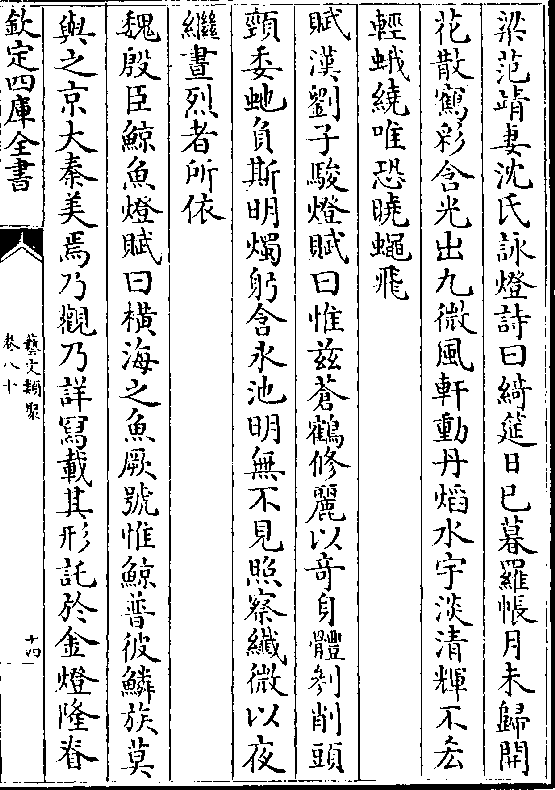 梁范靖妻沈氏詠燈詩曰綺筵日已暮羅帳月未歸開
花散鶴彩含光出九微風軒動丹熖水宇淡清輝不㕘
輕蛾繞唯恐曉蠅飛
賦漢劉子駿燈賦曰惟兹蒼鶴修麗以竒身體剡削頭
頸委虵負斯明燭躬含氷池明無不見照察纎微以夜
繼晝烈者所依
魏殷臣鯨魚燈賦曰横海之魚厥號惟鯨普彼鱗族莫
與之京大秦美焉乃觀乃詳冩載其形託於金燈隆脊
欽定四庫全書
藝文類聚
卷八十
十四